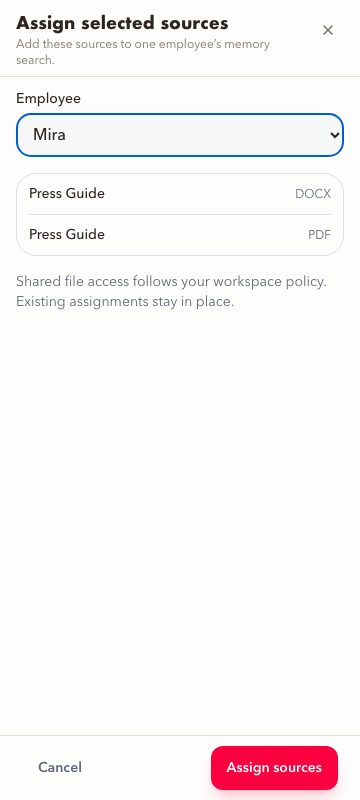 Assign selected sources
Add these sources to one employee’s memory
search.
Employee
Mira
Press Guide DOCX
Press Guide PDF
Shared file access follows your workspace policy.
Existing assignments stay in place.
Cancel Assign sources